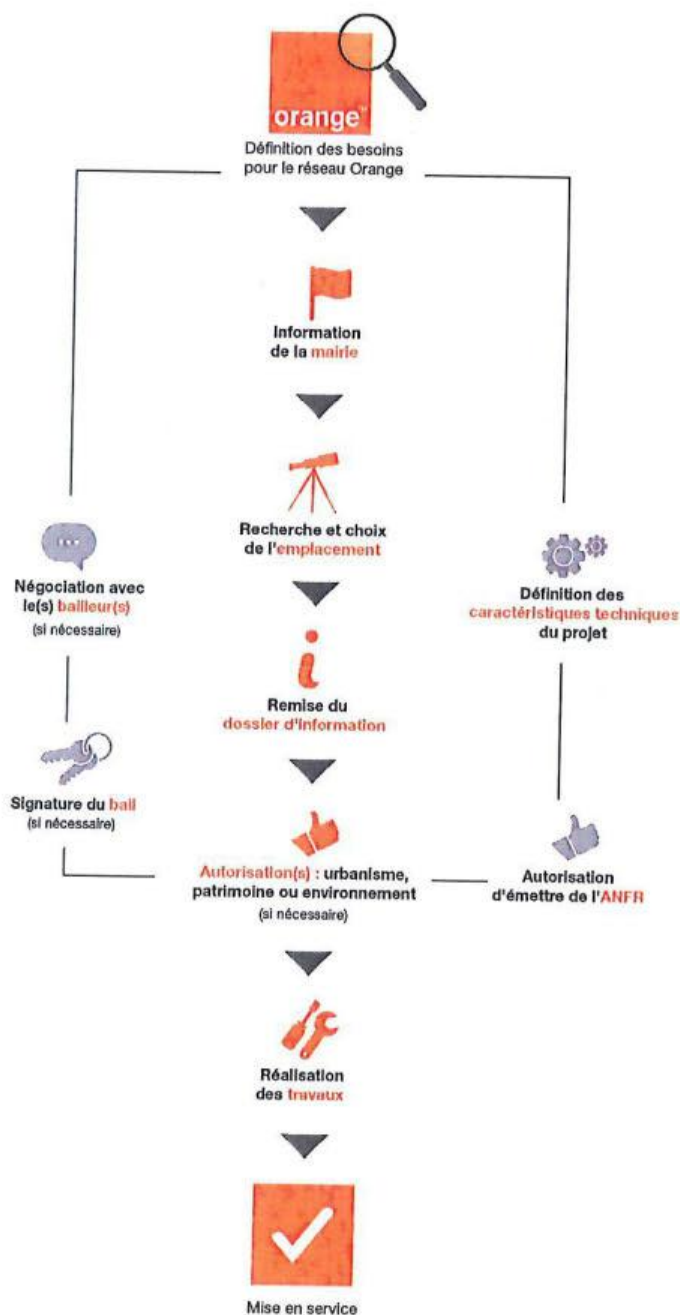 orange™
Définition des besoins
pour le réseau Orange
Information
de la mairie
Recherche et choix
de l'emplacement
Négociation avec
le(s) bailleur(s)
(si nécessaire)
Définition des
caractéristiques techniques
du projet
Remise du
dossier d'information
Signature du bail
(si nécessaire)
Autorisation(s) : urbanisme,
patrimoine ou environnement
(si nécessaire)
Autorisation
d'émettre de l'ANFR
Réalisation
des travaux
Mise en service